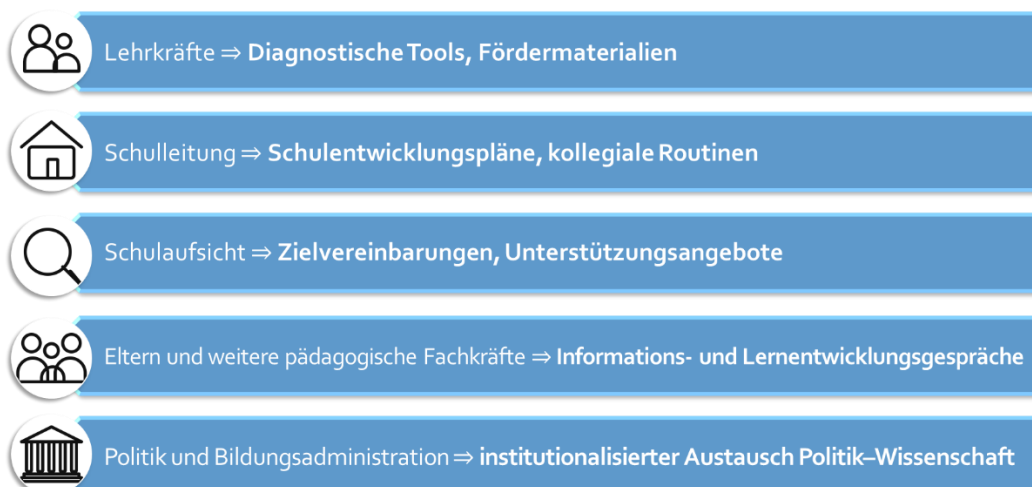 Lehrkräfte ⇒ Diagnostische Tools, Fördermaterialien
Schulleitung ⇒ Schulentwicklungspläne, kollegiale Routinen
Schulaufsicht ⇒ Zielvereinbarungen, Unterstützungsangebote
Eltern und weitere pädagogische Fachkräfte ⇒ Informations- und Lernentwicklungsgespräche
Politik und Bildungsadministration ⇒ institutionalisierter Austausch Politik–Wissenschaft